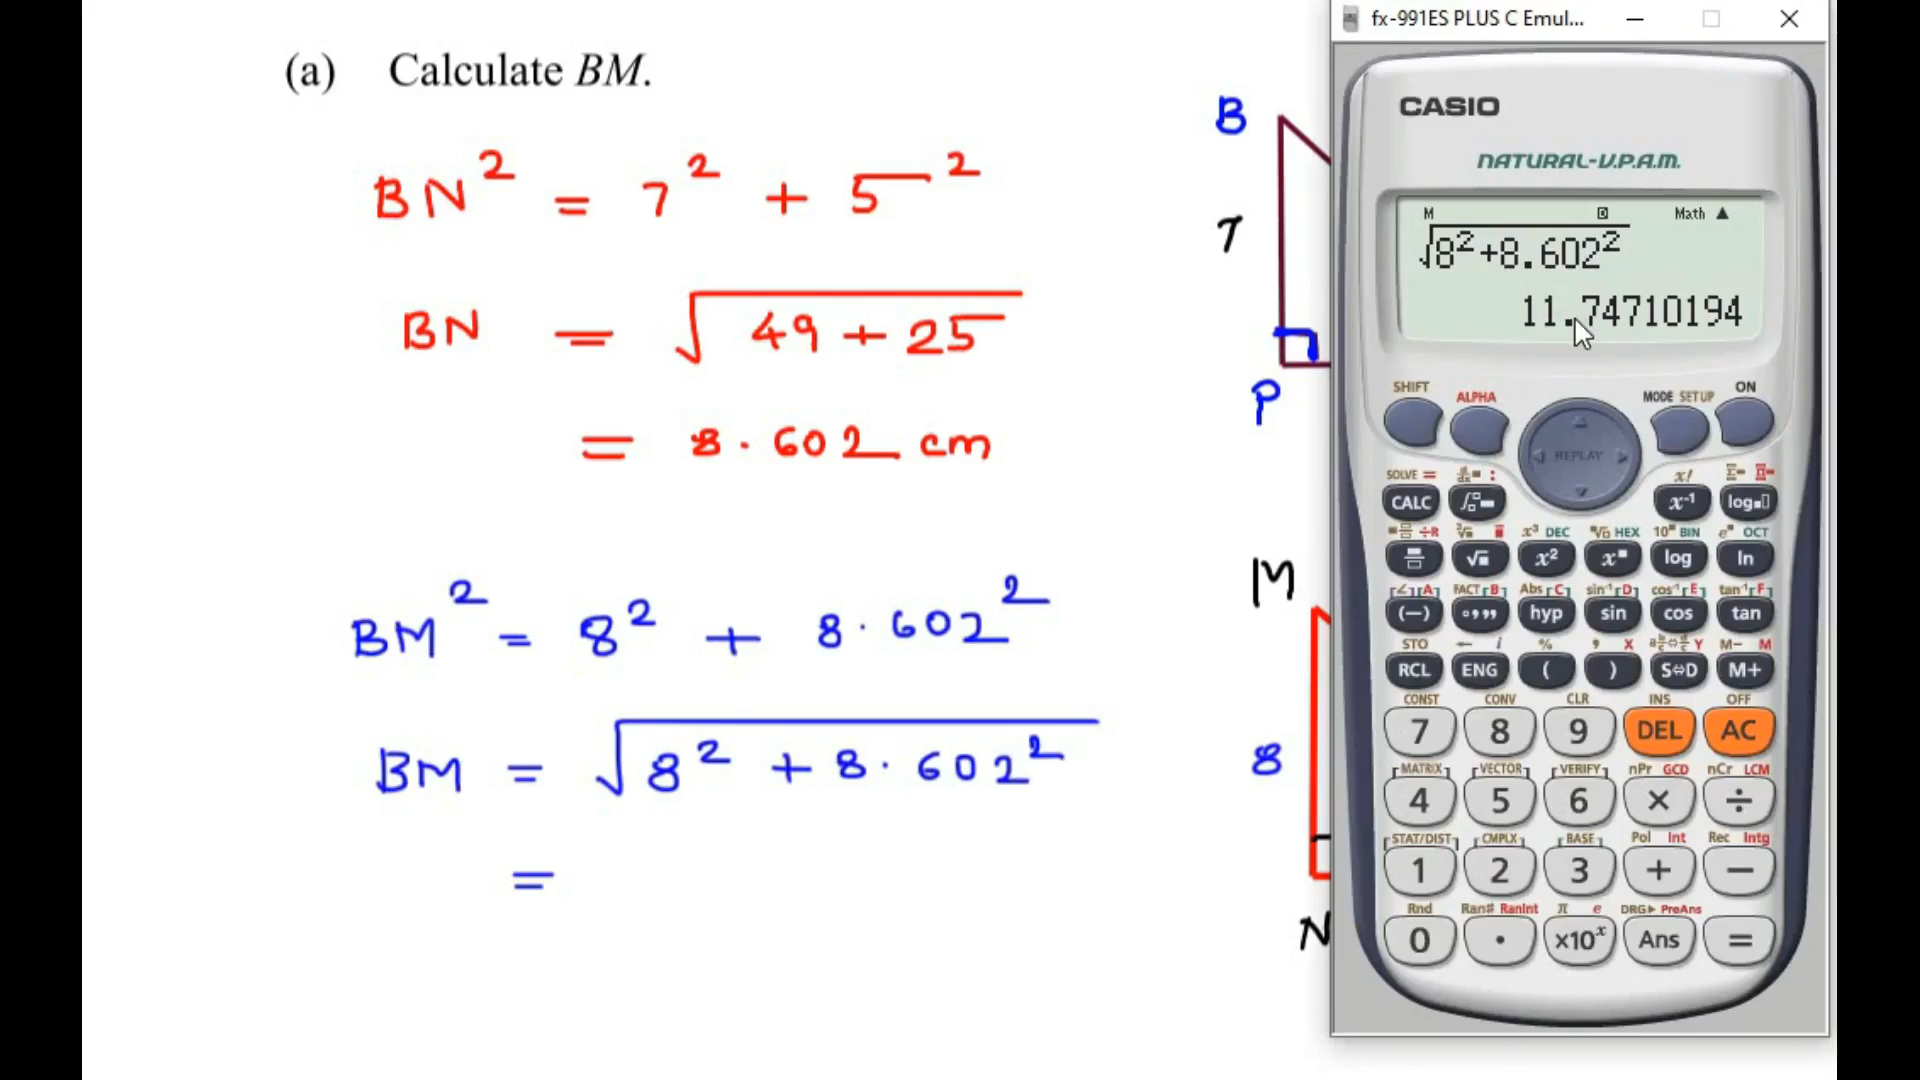 (a) Calculate BM.
BN² = 7² + 5²
BN = √49 + 25
= 8.602 cm
BM² = 8² + 8.602²
BM = √8² + 8.602²
=
B
7
P
M
8
N
fx-991ES PLUS C Emul...
CASIO
NATURAL-V.P.A.M.
M D Math ▲
√8²+8.602²
11.74710194
SHIFT ALPHA MODE SETUP ON
REPLAY
SOLVE = d/dx : x! Σ Π
CALC ∫ x⁻¹ log
÷R x³ DEC √ HEX 10 BIN e OCT
√ x² x log ln
∠ A FACT B Abs C sin⁻¹ D cos⁻¹ E tan⁻¹ F
(−) hyp sin cos tan
STO ← i % , X Y M− M
RCL ENG ( ) S⇔D M+
CONST CONV CLR INS OFF
7 8 9 DEL AC
MATRIX VECTOR VERIFY nPr GCD nCr LCM
4 5 6 × ÷
STAT/DIST CMPLX BASE Pol Int Rec Intg
1 2 3 + −
Rnd Ran# RanInt π e DRG▶ PreAns
0 . ×10ˣ Ans =